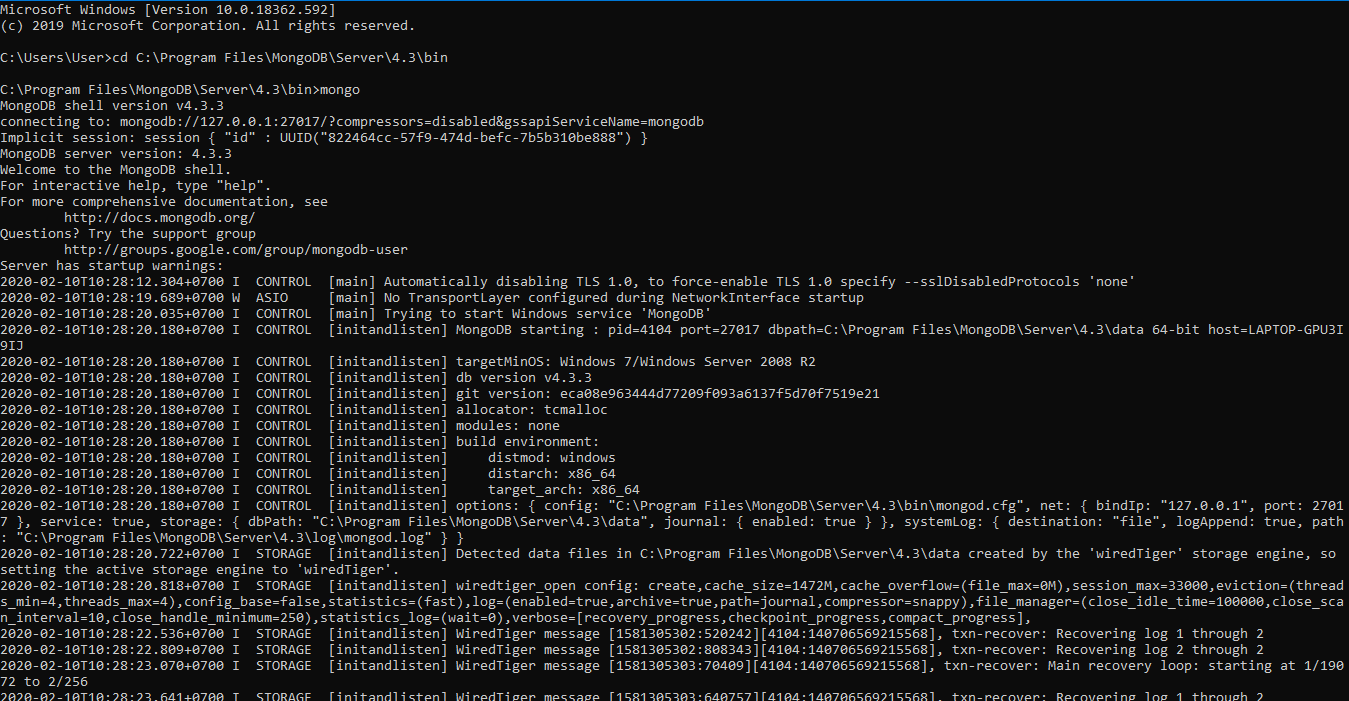 Microsoft Windows [Version 10.0.18362.592]
(c) 2019 Microsoft Corporation. All rights reserved.
C:\Users\User>cd C:\Program Files\MongoDB\Server\4.3\bin
C:\Program Files\MongoDB\Server\4.3\bin>mongo
MongoDB shell version v4.3.3
connecting to: mongodb://127.0.0.1:27017/?compressors=disabled&gssapiServiceName=mongodb
Implicit session: session { "id" : UUID("822464cc-57f9-474d-befc-7b5b310be888") }
MongoDB server version: 4.3.3
Welcome to the MongoDB shell.
For interactive help, type "help".
For more comprehensive documentation, see
        http://docs.mongodb.org/
Questions? Try the support group
        http://groups.google.com/group/mongodb-user
Server has startup warnings:
2020-02-10T10:28:12.304+0700 I  CONTROL  [main] Automatically disabling TLS 1.0, to force-enable TLS 1.0 specify --sslDisabledProtocols 'none'
2020-02-10T10:28:19.689+0700 W  ASIO     [main] No TransportLayer configured during NetworkInterface startup
2020-02-10T10:28:20.035+0700 I  CONTROL  [main] Trying to start Windows service 'MongoDB'
2020-02-10T10:28:20.180+0700 I  CONTROL  [initandlisten] MongoDB starting : pid=4104 port=27017 dbpath=C:\Program Files\MongoDB\Server\4.3\data 64-bit host=LAPTOP-GPU3I
9IJ
2020-02-10T10:28:20.180+0700 I  CONTROL  [initandlisten] targetMinOS: Windows 7/Windows Server 2008 R2
2020-02-10T10:28:20.180+0700 I  CONTROL  [initandlisten] db version v4.3.3
2020-02-10T10:28:20.180+0700 I  CONTROL  [initandlisten] git version: eca08e963444d77209f093a6137f5d70f7519e21
2020-02-10T10:28:20.180+0700 I  CONTROL  [initandlisten] allocator: tcmalloc
2020-02-10T10:28:20.180+0700 I  CONTROL  [initandlisten] modules: none
2020-02-10T10:28:20.180+0700 I  CONTROL  [initandlisten] build environment:
2020-02-10T10:28:20.180+0700 I  CONTROL  [initandlisten]     distmod: windows
2020-02-10T10:28:20.180+0700 I  CONTROL  [initandlisten]     distarch: x86_64
2020-02-10T10:28:20.180+0700 I  CONTROL  [initandlisten]     target_arch: x86_64
2020-02-10T10:28:20.180+0700 I  CONTROL  [initandlisten] options: { config: "C:\Program Files\MongoDB\Server\4.3\bin\mongod.cfg", net: { bindIp: "127.0.0.1", port: 2701
7 }, service: true, storage: { dbPath: "C:\Program Files\MongoDB\Server\4.3\data", journal: { enabled: true } }, systemLog: { destination: "file", logAppend: true, path
: "C:\Program Files\MongoDB\Server\4.3\log\mongod.log" } }
2020-02-10T10:28:20.722+0700 I  STORAGE  [initandlisten] Detected data files in C:\Program Files\MongoDB\Server\4.3\data created by the 'wiredTiger' storage engine, so
setting the active storage engine to 'wiredTiger'.
2020-02-10T10:28:20.818+0700 I  STORAGE  [initandlisten] wiredtiger_open config: create,cache_size=1472M,cache_overflow=(file_max=0M),session_max=33000,eviction=(thread
s_min=4,threads_max=4),config_base=false,statistics=(fast),log=(enabled=true,archive=true,path=journal,compressor=snappy),file_manager=(close_idle_time=100000,close_sca
n_interval=10,close_handle_minimum=250),statistics_log=(wait=0),verbose=[recovery_progress,checkpoint_progress,compact_progress],
2020-02-10T10:28:22.536+0700 I  STORAGE  [initandlisten] WiredTiger message [1581305302:520242][4104:140706569215568], txn-recover: Recovering log 1 through 2
2020-02-10T10:28:22.809+0700 I  STORAGE  [initandlisten] WiredTiger message [1581305302:808343][4104:140706569215568], txn-recover: Recovering log 2 through 2
2020-02-10T10:28:23.070+0700 I  STORAGE  [initandlisten] WiredTiger message [1581305303:70409][4104:140706569215568], txn-recover: Main recovery loop: starting at 1/190
72 to 2/256
2020-02-10T10:28:23.641+0700 I  STORAGE  [initandlisten] WiredTiger message [1581305303:640757][4104:140706569215568], txn-recover: Recovering log 1 through 2